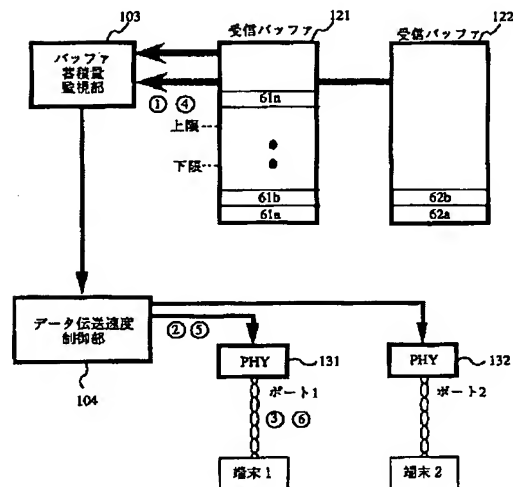 103
受信バッファ
121
受信バッファ
122
バッファ
蓄積量
監視部
① ④
61n
上限
下限
61b
61a
62b
62a
データ伝送速度
制御部
104
② ⑤
PHY
131
PHY
132
ポート1
③ ⑥
ポート2
端末1
端末2